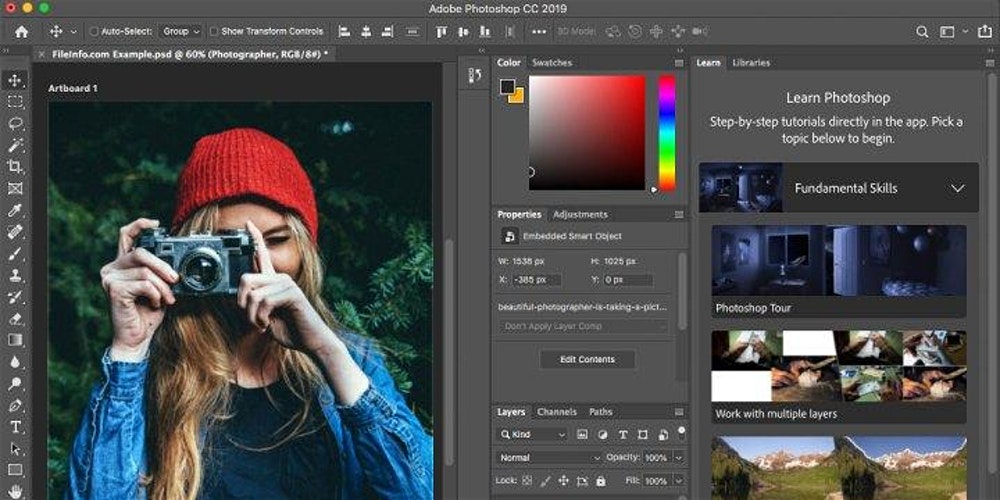 Adobe Photoshop CC 2019
Auto-Select: Group Show Transform Controls 3D Mode:
× FileInfo.com Example.psd @ 60% (Photographer, RGB/8#) *
Artboard 1
Color Swatches
Properties Adjustments
Embedded Smart Object
W: 1538 px H: 1025 px
X: -385 px Y: 0 px
beautiful-photographer-is-taking-a-pict...
Don't Apply Layer Comp
Edit Contents
Layers Channels Paths
Kind
Normal Opacity: 100%
Lock: Fill: 100%
Learn Libraries
Learn Photoshop
Step-by-step tutorials directly in the app. Pick a
topic below to begin.
Fundamental Skills
Photoshop Tour
Work with multiple layers